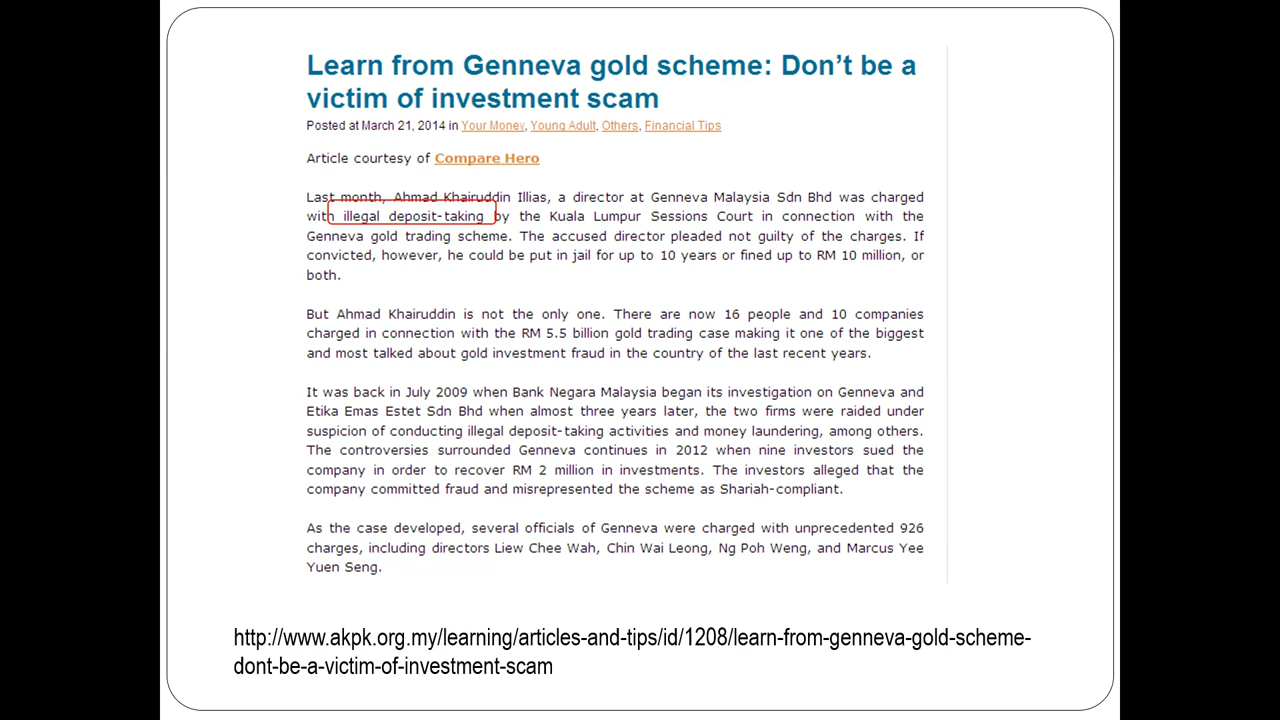 Learn from Genneva gold scheme: Don't be a
victim of investment scam
Posted at March 21, 2014 in Your Money, Young Adult, Others, Financial Tips
Article courtesy of Compare Hero
Last month, Ahmad Khairuddin Illias, a director at Genneva Malaysia Sdn Bhd was charged
with illegal deposit-taking by the Kuala Lumpur Sessions Court in connection with the
Genneva gold trading scheme. The accused director pleaded not guilty of the charges. If
convicted, however, he could be put in jail for up to 10 years or fined up to RM 10 million, or
both.
But Ahmad Khairuddin is not the only one. There are now 16 people and 10 companies
charged in connection with the RM 5.5 billion gold trading case making it one of the biggest
and most talked about gold investment fraud in the country of the last recent years.
It was back in July 2009 when Bank Negara Malaysia began its investigation on Genneva and
Etika Emas Estet Sdn Bhd when almost three years later, the two firms were raided under
suspicion of conducting illegal deposit-taking activities and money laundering, among others.
The controversies surrounded Genneva continues in 2012 when nine investors sued the
company in order to recover RM 2 million in investments. The investors alleged that the
company committed fraud and misrepresented the scheme as Shariah-compliant.
As the case developed, several officials of Genneva were charged with unprecedented 926
charges, including directors Liew Chee Wah, Chin Wai Leong, Ng Poh Weng, and Marcus Yee
Yuen Seng.
http://www.akpk.org.my/learning/articles-and-tips/id/1208/learn-from-genneva-gold-scheme-
dont-be-a-victim-of-investment-scam